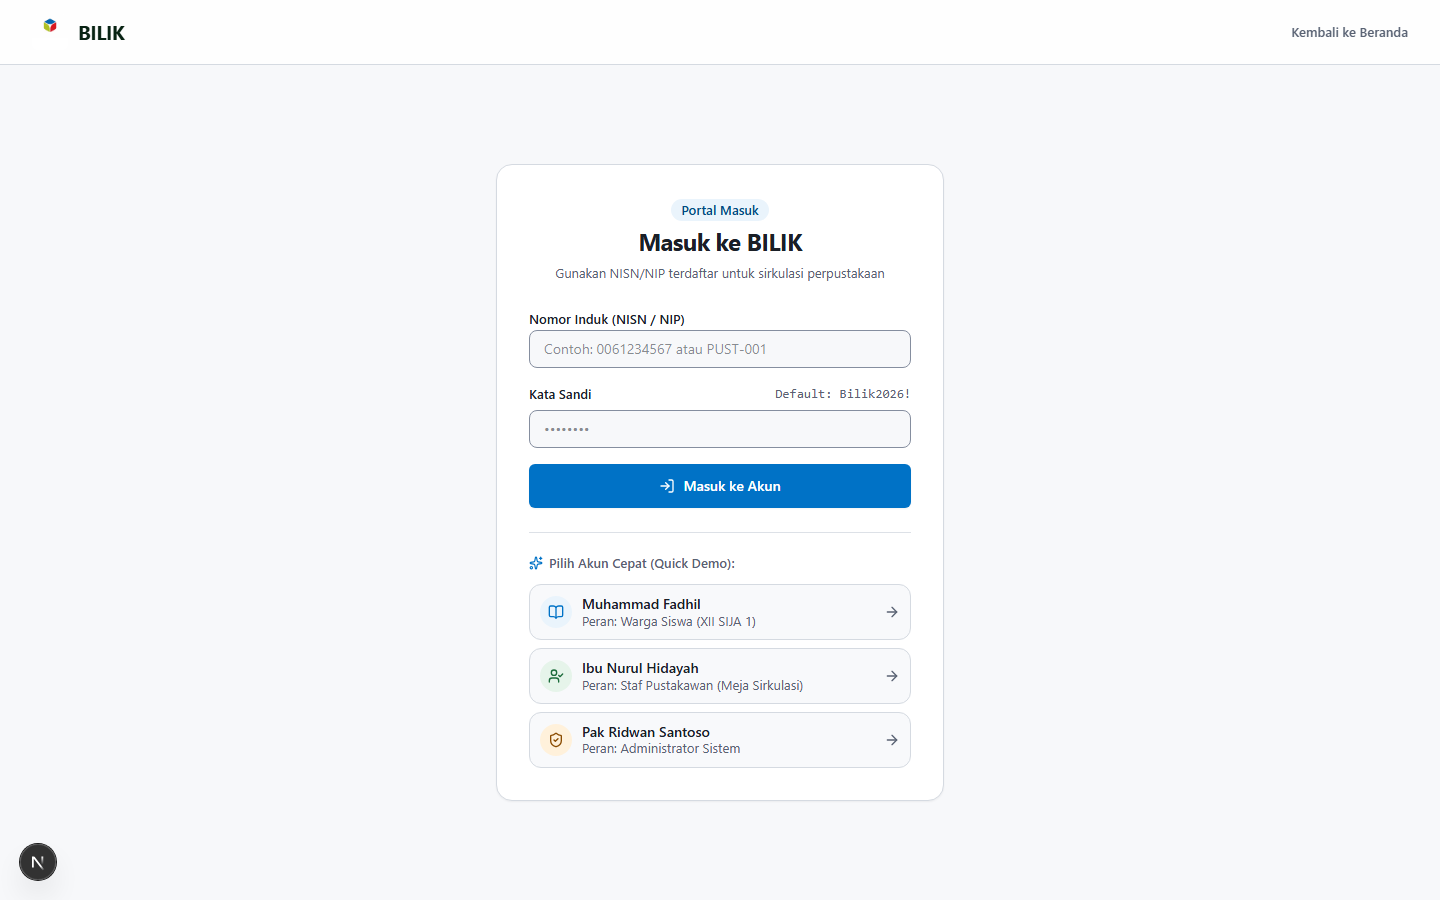 BILIK
Kembali ke Beranda
Portal Masuk
Masuk ke BILIK
Gunakan NISN/NIP terdaftar untuk sirkulasi perpustakaan
Nomor Induk (NISN / NIP)
Contoh: 0061234567 atau PUST-001
Kata Sandi
Default: Bilik2026!
••••••••
Masuk ke Akun
Pilih Akun Cepat (Quick Demo):
Muhammad Fadhil
Peran: Warga Siswa (XII SIJA 1)
Ibu Nurul Hidayah
Peran: Staf Pustakawan (Meja Sirkulasi)
Pak Ridwan Santoso
Peran: Administrator Sistem
N